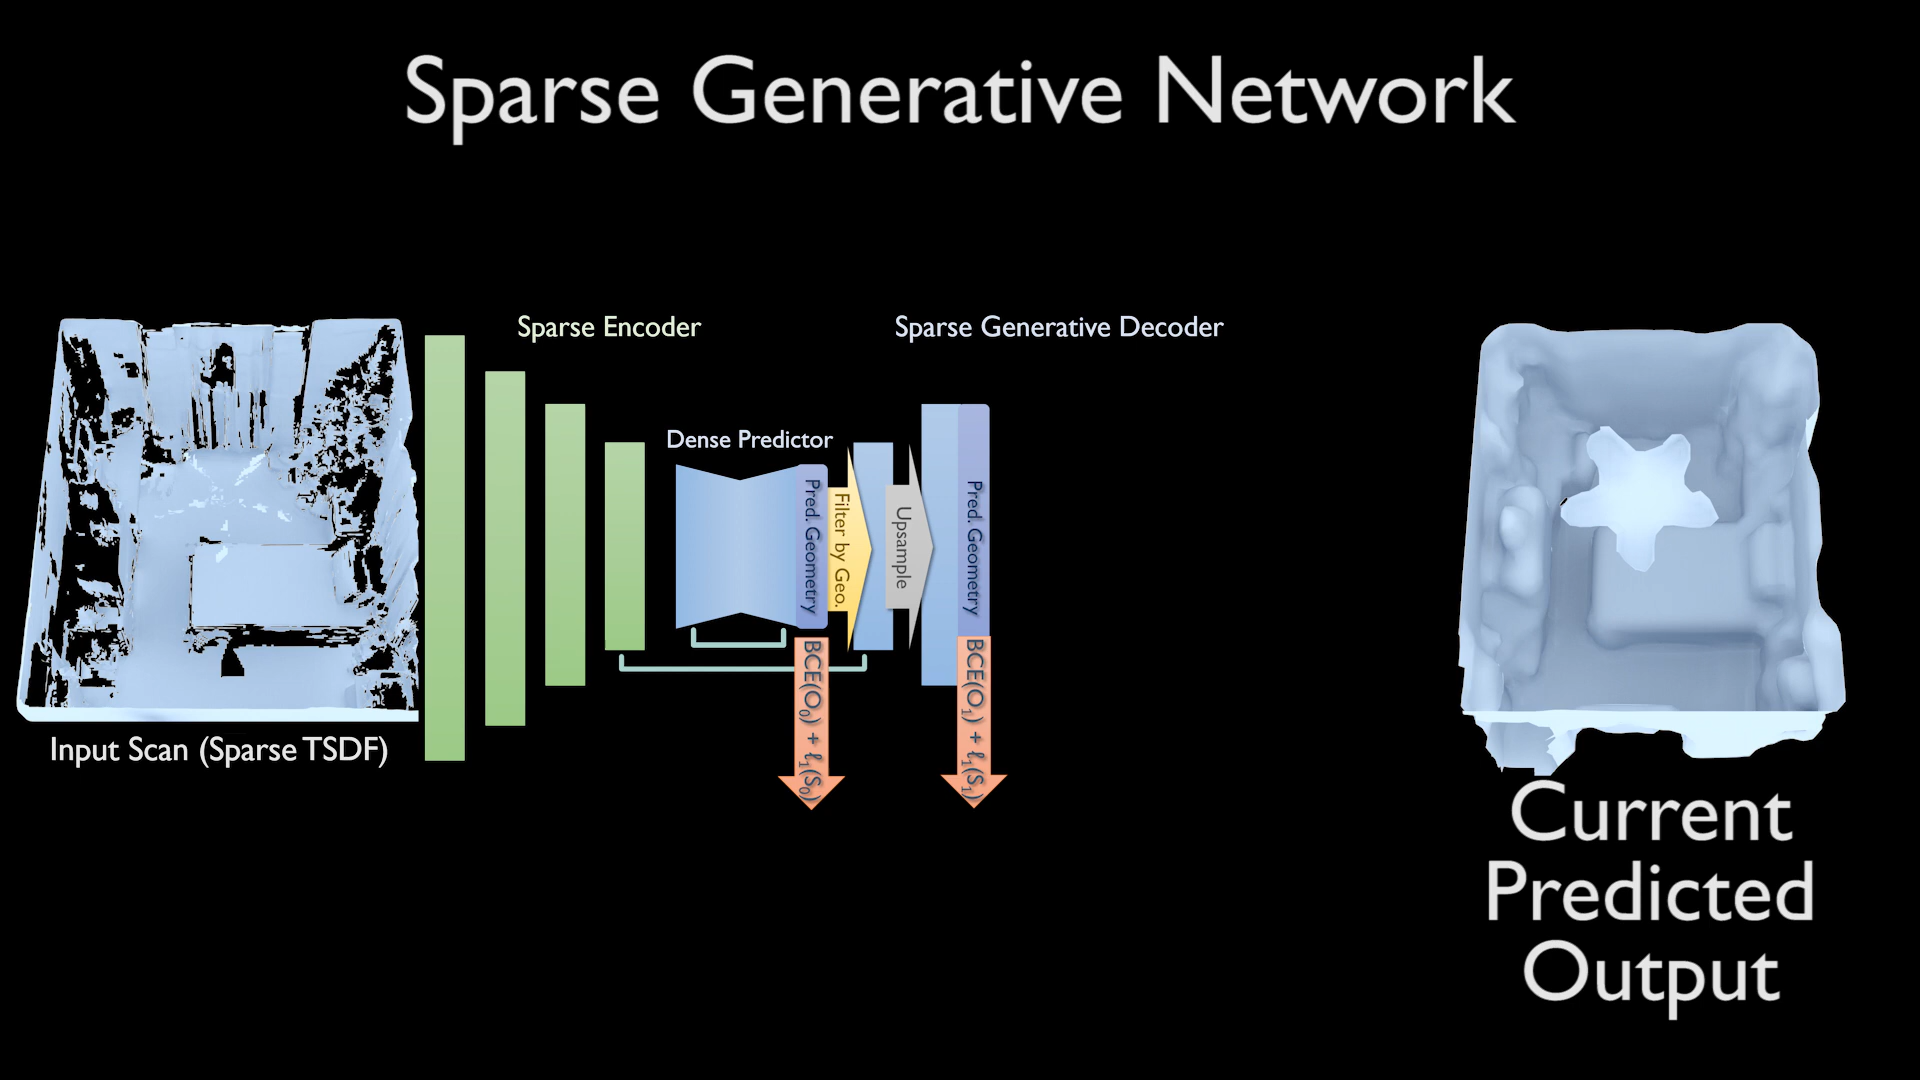 Sparse Generative Network
Sparse Encoder
Sparse Generative Decoder
Dense Predictor
Pred. Geometry
Filter by Geo.
Upsample
Pred. Geometry
BCE(O₀) + ℓ₁(S₀)
BCE(O₁) + ℓ₁(S₁)
Input Scan (Sparse TSDF)
Current
Predicted
Output